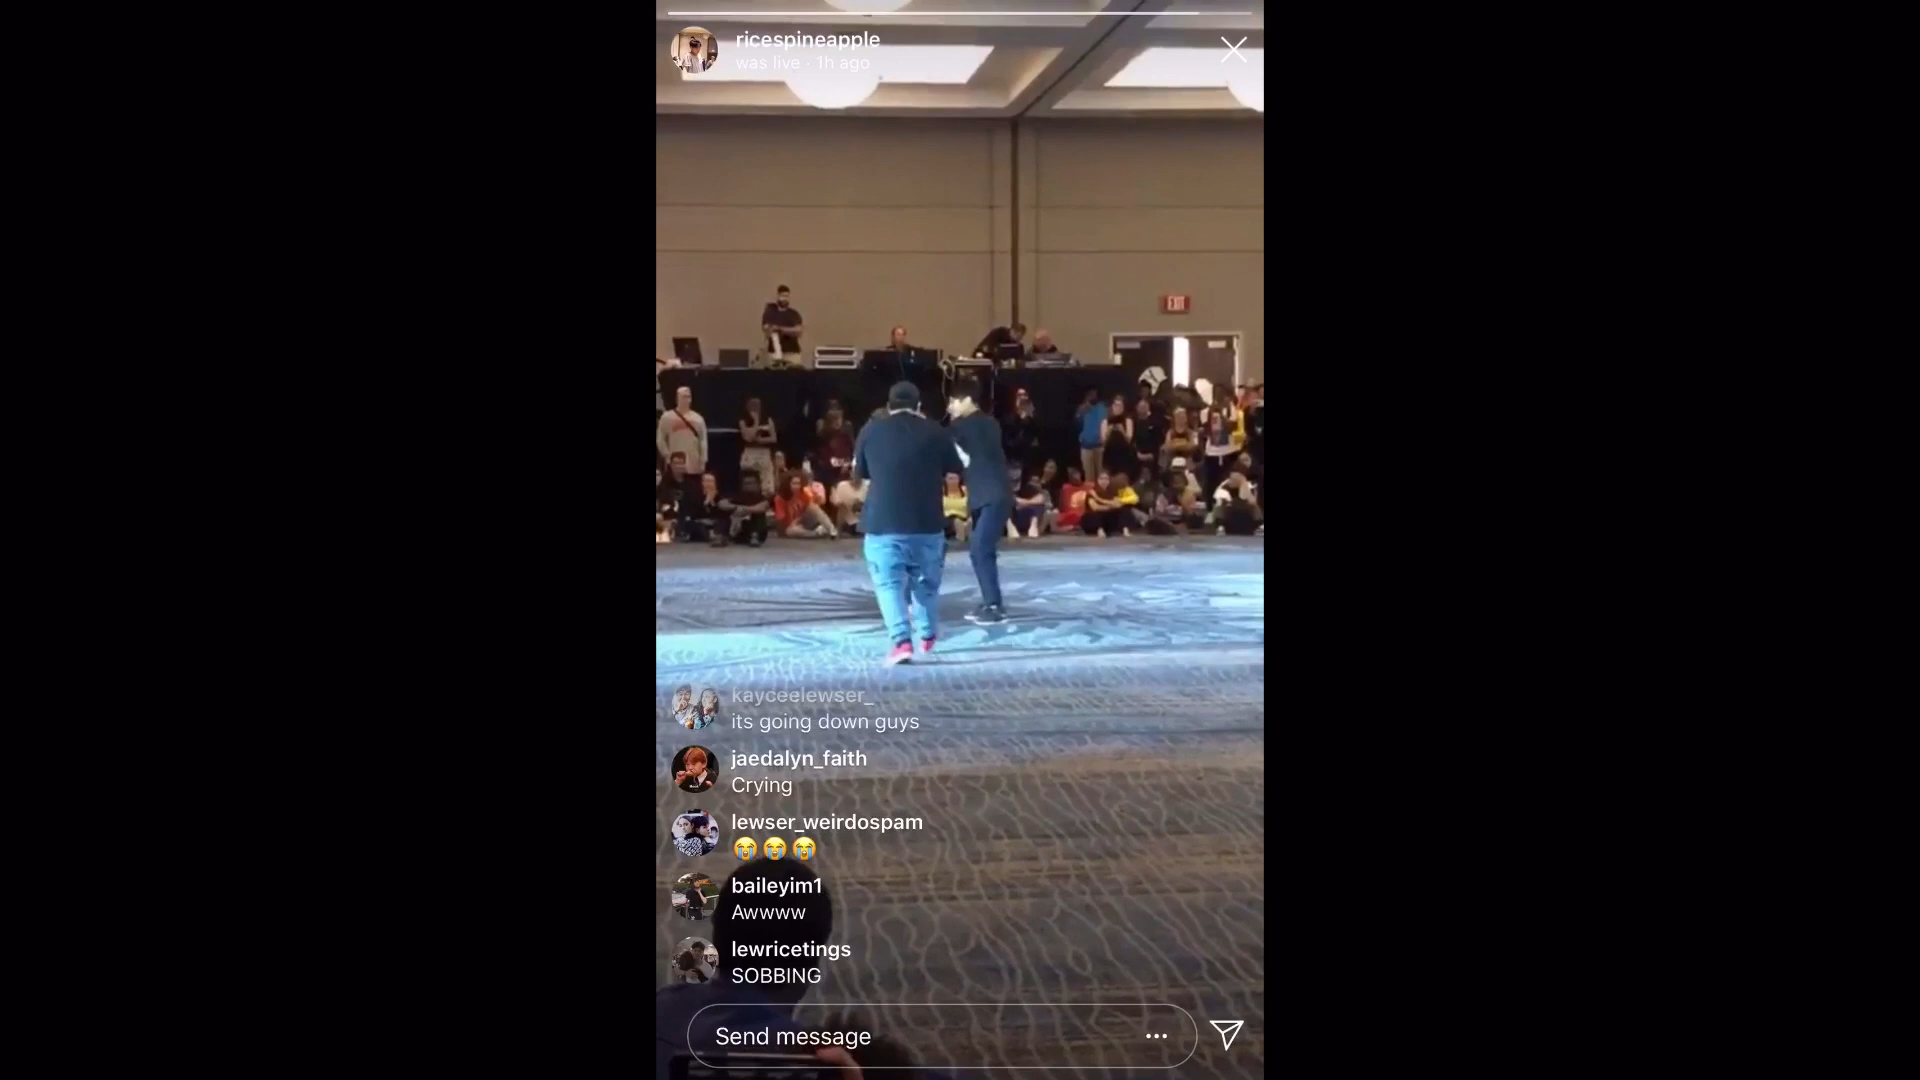 ricespineapple
was live · 1h ago
EXIT
kayceelewser_
its going down guys
jaedalyn_faith
Crying
lewser_weirdospam
😭😭😭
baileyim1
Awwww
lewricetings
SOBBING
Send message